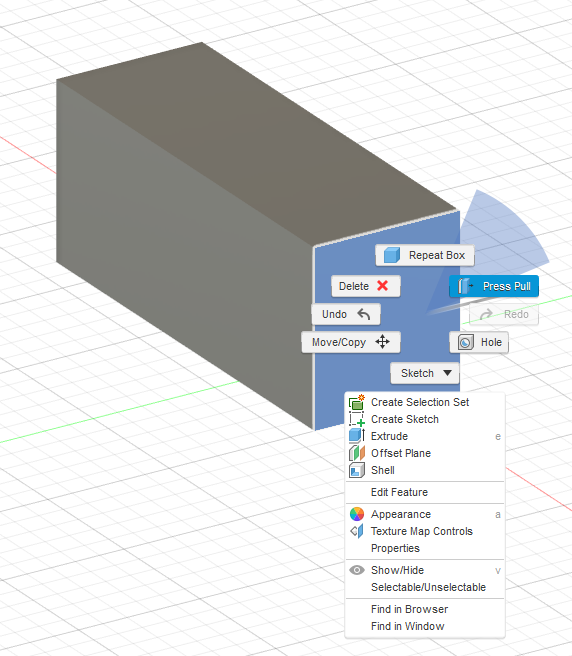 Repeat Box
Delete
Press Pull
Undo
Redo
Move/Copy
Hole
Sketch
Create Selection Set
Create Sketch
Extrude e
Offset Plane
Shell
Edit Feature
Appearance a
Texture Map Controls
Properties
Show/Hide v
Selectable/Unselectable
Find in Browser
Find in Window